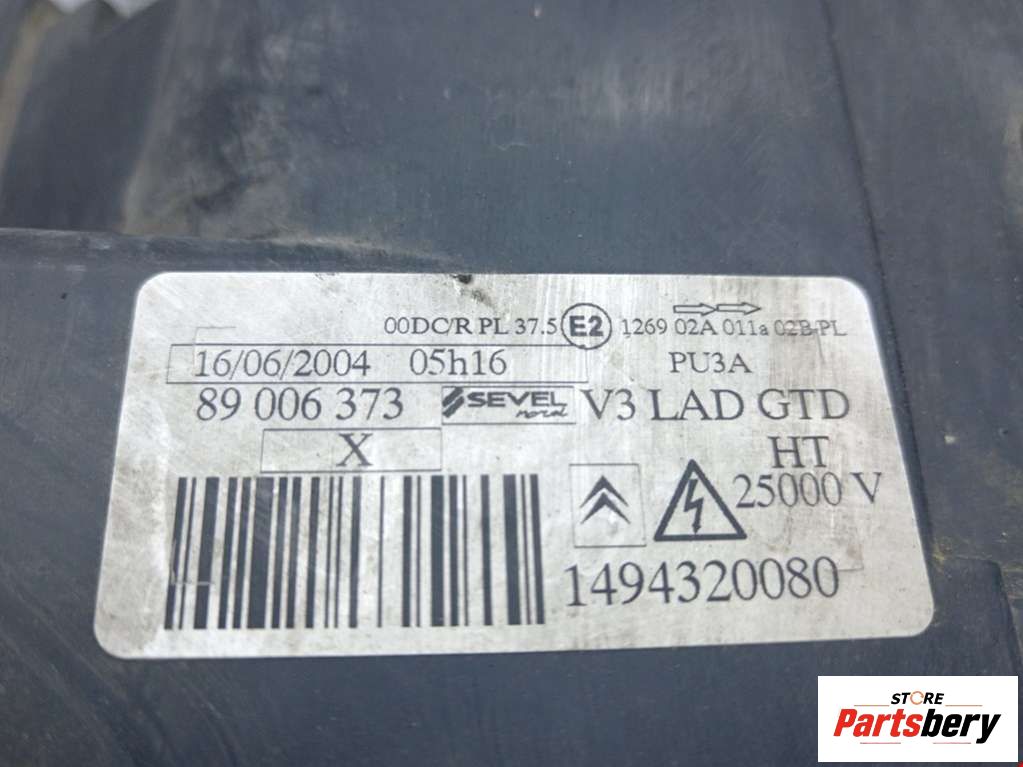 00DC/R PL 37.5 E2 1269 02A 011a 02B-PL
16/06/2004 05h16 PU3A
89 006 373 SEVEL nord V3 LAD GTD
X HT
25000 V
1494320080
STORE
Partsbery